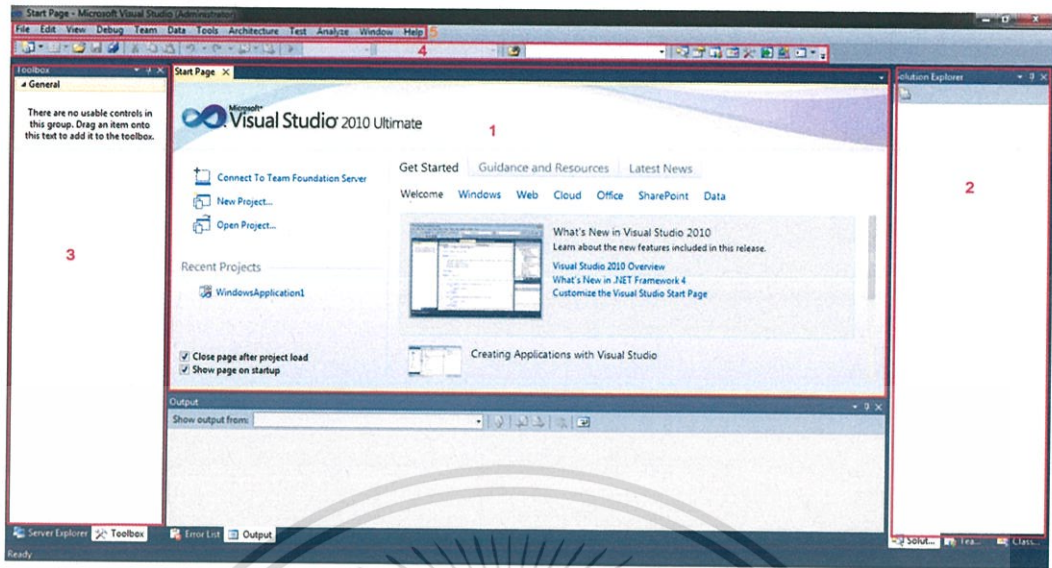 Start Page - Microsoft Visual Studio (Administrator)
File Edit View Debug Team Data Tools Architecture Test Analyze Window Help 5
4
Toolbox
General
There are no usable controls in
this group. Drag an item onto
this text to add it to the toolbox.
3
Start Page
Microsoft
Visual Studio 2010 Ultimate
1
Connect To Team Foundation Server
New Project...
Open Project...
Recent Projects
WindowsApplication1
Close page after project load
Show page on startup
Get Started Guidance and Resources Latest News
Welcome Windows Web Cloud Office SharePoint Data
What's New in Visual Studio 2010
Learn about the new features included in this release.
Visual Studio 2010 Overview
What's New in .NET Framework 4
Customize the Visual Studio Start Page
Creating Applications with Visual Studio
Output
Show output from:
Solution Explorer
2
Server Explorer Toolbox
Error List Output
Solut... Tea... Class...
Ready